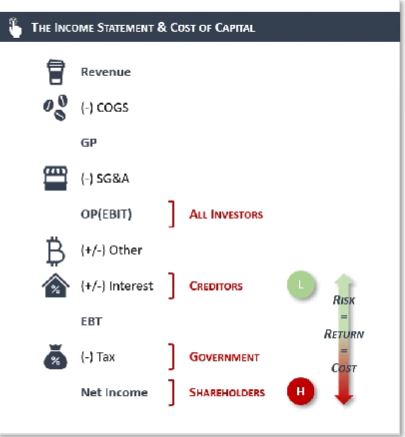 THE INCOME STATEMENT & COST OF CAPITAL
Revenue
(-) COGS
GP
(-) SG&A
OP(EBIT) ALL INVESTORS
(+/-) Other
(+/-) Interest CREDITORS L
RISK
=
EBT
RETURN
=
(-) Tax GOVERNMENT
COST
Net Income SHAREHOLDERS H